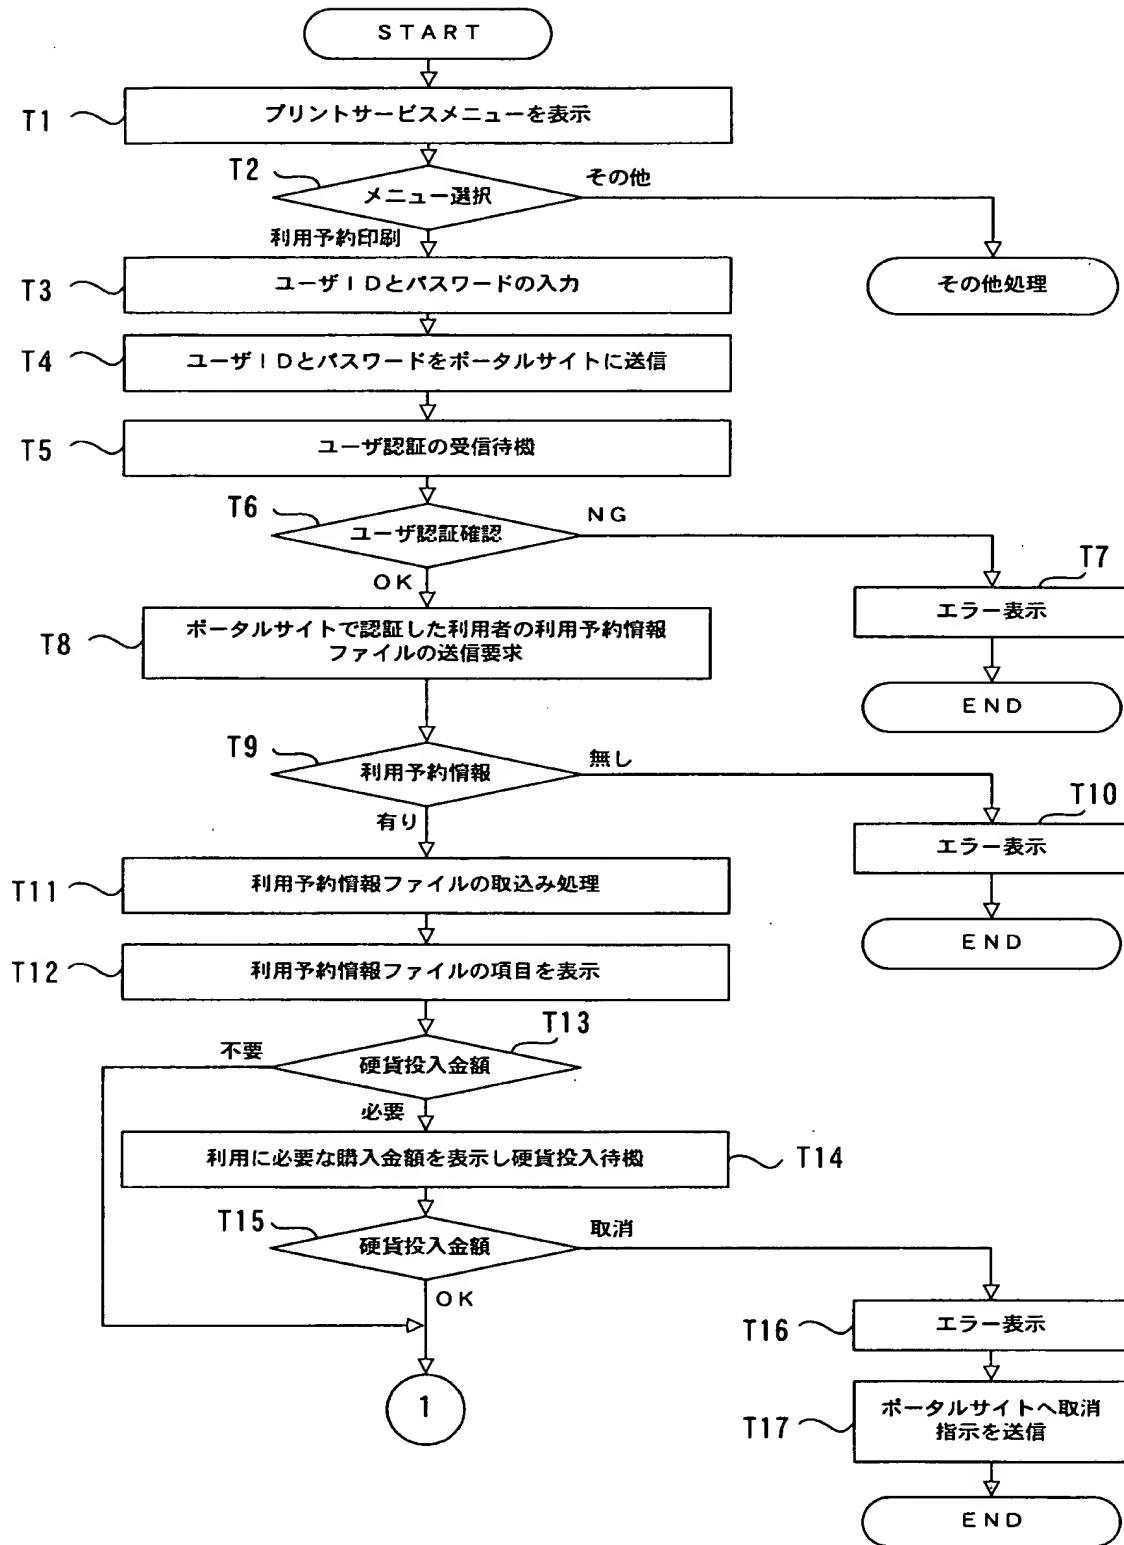 START
T1
プリントサービスメニューを表示
T2
メニュー選択
その他
利用予約印刷
その他処理
T3
ユーザIDとパスワードの入力
T4
ユーザIDとパスワードをポータルサイトに送信
T5
ユーザ認証の受信待機
T6
ユーザ認証確認
NG
OK
T7
エラー表示
END
T8
ポータルサイトで認証した利用者の利用予約情報
ファイルの送信要求
T9
利用予約情報
無し
有り
T10
エラー表示
END
T11
利用予約情報ファイルの取込み処理
T12
利用予約情報ファイルの項目を表示
T13
硬貨投入金額
不要
必要
利用に必要な購入金額を表示し硬貨投入待機
T14
T15
硬貨投入金額
取消
OK
1
T16
エラー表示
T17
ポータルサイトへ取消
指示を送信
END